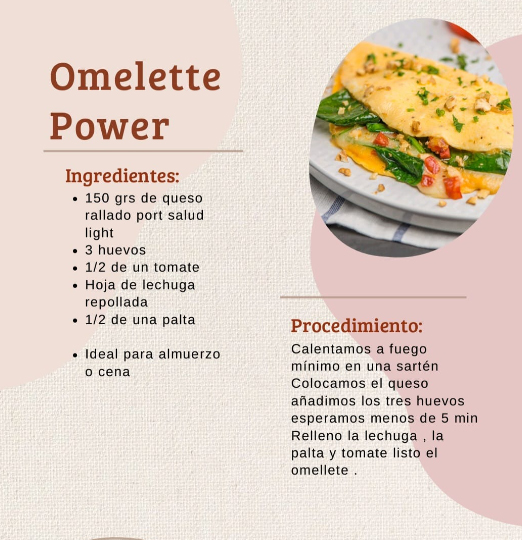 Omelette
Power
Ingredientes:
• 150 grs de queso
rallado port salud
light
• 3 huevos
• 1/2 de un tomate
• Hoja de lechuga
repollada
• 1/2 de una palta
• Ideal para almuerzo
o cena
Procedimiento:
Calentamos a fuego
mínimo en una sartén
Colocamos el queso
añadimos los tres huevos
esperamos menos de 5 min
Relleno la lechuga , la
palta y tomate listo el
omellete .